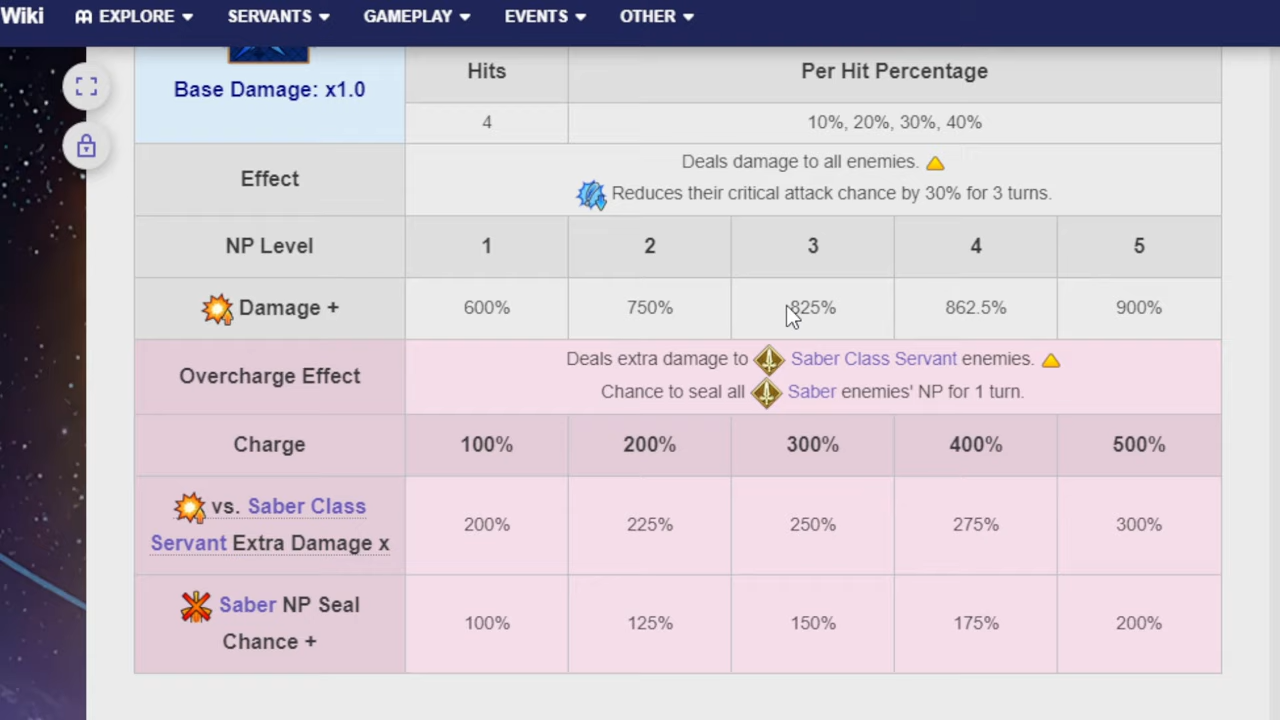 Wiki EXPLORE SERVANTS GAMEPLAY EVENTS OTHER
Base Damage: x1.0
Hits Per Hit Percentage
4 10%, 20%, 30%, 40%
Effect
Deals damage to all enemies.
Reduces their critical attack chance by 30% for 3 turns.
NP Level 1 2 3 4 5
Damage + 600% 750% 825% 862.5% 900%
Overcharge Effect
Deals extra damage to Saber Class Servant enemies.
Chance to seal all Saber enemies' NP for 1 turn.
Charge 100% 200% 300% 400% 500%
vs. Saber Class
Servant Extra Damage x
200% 225% 250% 275% 300%
Saber NP Seal
Chance +
100% 125% 150% 175% 200%